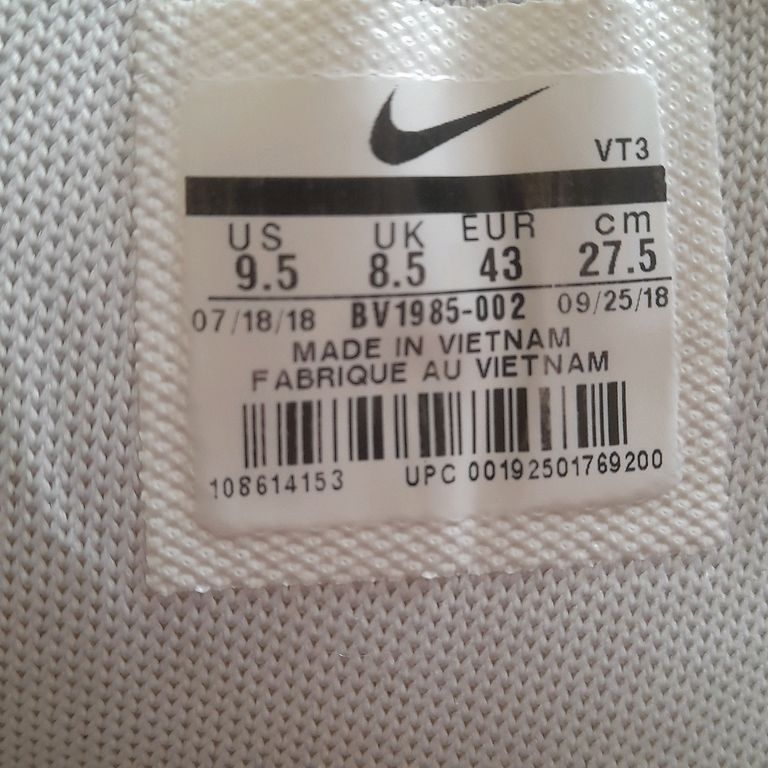 VT3
US UK EUR cm
9.5 8.5 43 27.5
07/18/18 BV1985-002 09/25/18
MADE IN VIETNAM
FABRIQUE AU VIETNAM
108614153 UPC 00192501769200